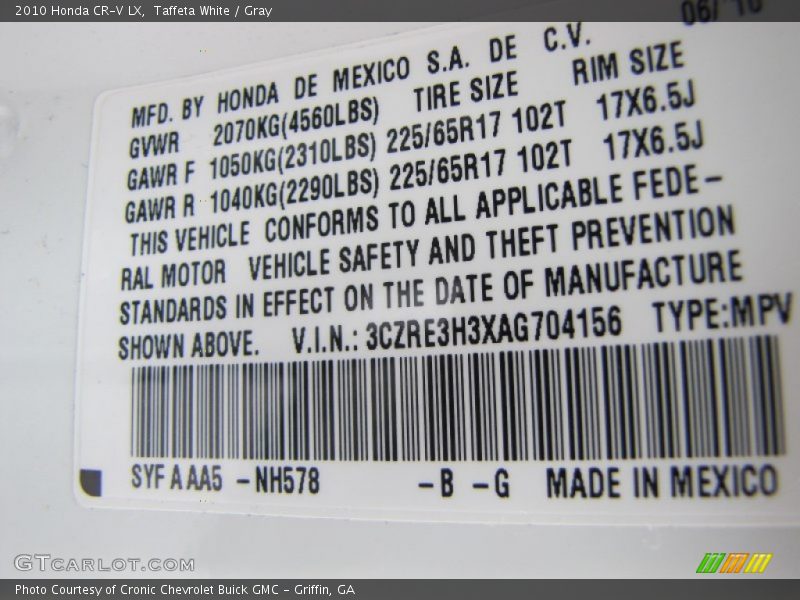 2010 Honda CR-V LX, Taffeta White / Gray
06/ 10
MFD. BY HONDA DE MEXICO S.A. DE C.V.
GVWR 2070KG(4560LBS) TIRE SIZE RIM SIZE
GAWR F 1050KG(2310LBS) 225/65R17 102T 17X6.5J
GAWR R 1040KG(2290LBS) 225/65R17 102T 17X6.5J
THIS VEHICLE CONFORMS TO ALL APPLICABLE FEDE-
RAL MOTOR VEHICLE SAFETY AND THEFT PREVENTION
STANDARDS IN EFFECT ON THE DATE OF MANUFACTURE
SHOWN ABOVE. V.I.N.: 3CZRE3H3XAG704156 TYPE:MPV
SYF A AA5 -NH578 -B -G MADE IN MEXICO
GTCARLOT.COM
Photo Courtesy of Cronic Chevrolet Buick GMC - Griffin, GA